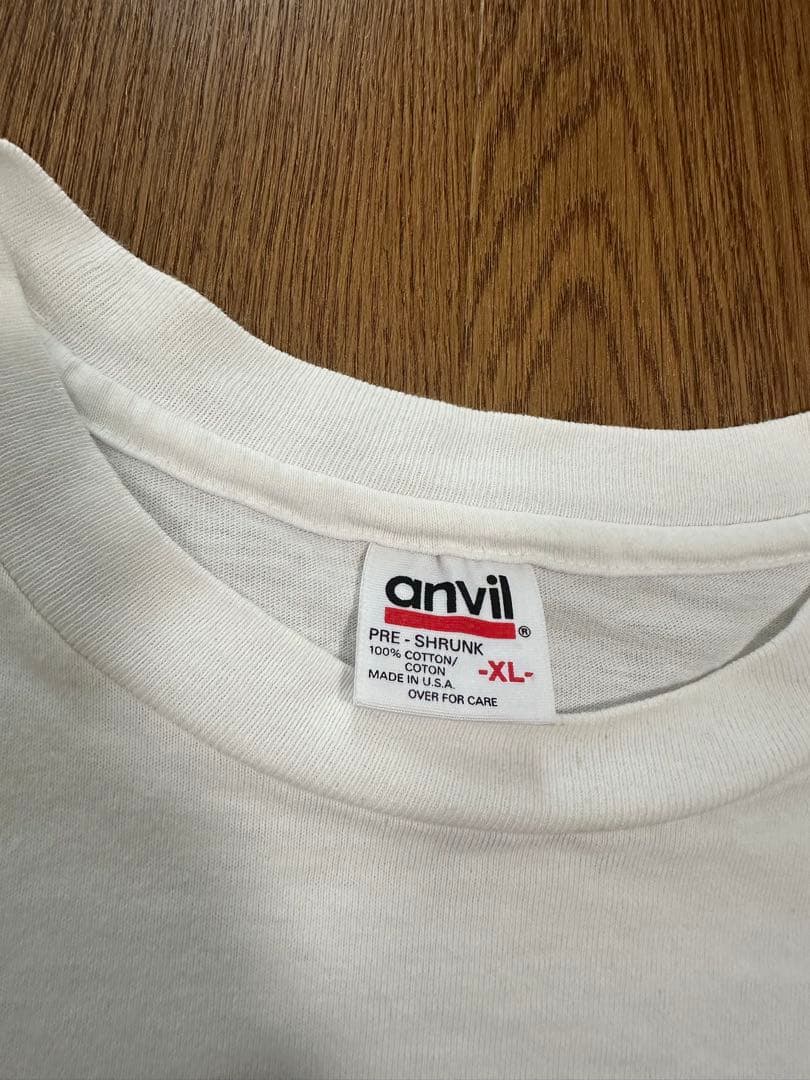 anvil®
PRE - SHRUNK
100% COTTON/
COTON
-XL-
MADE IN U.S.A.
OVER FOR CARE